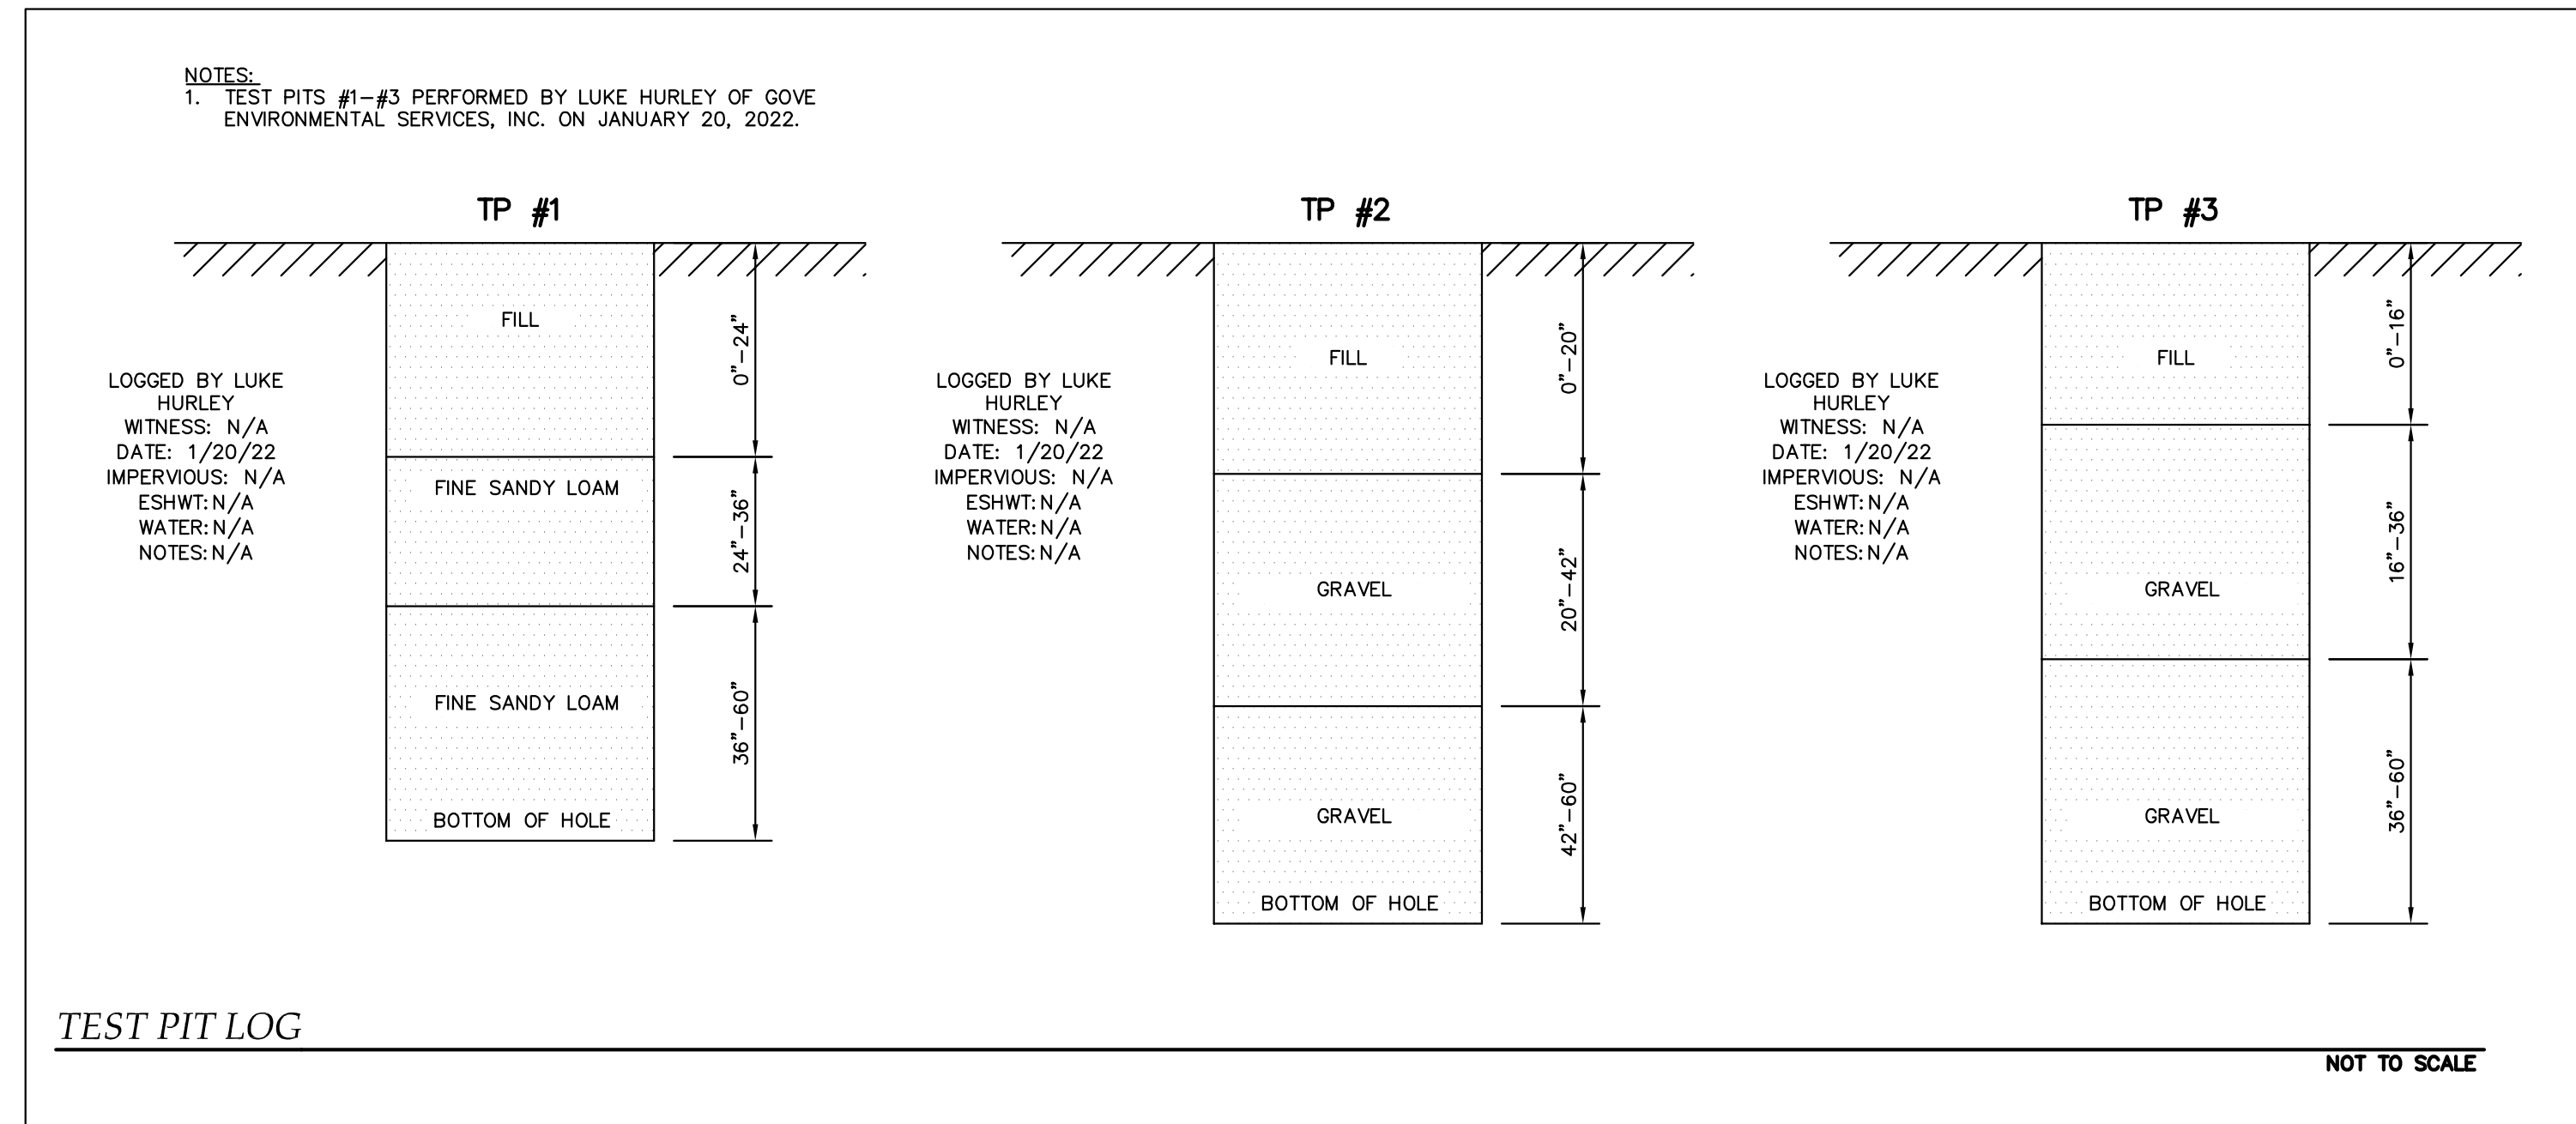 NOTES:
1. TEST PITS #1-#3 PERFORMED BY LUKE HURLEY OF GOVE
ENVIRONMENTAL SERVICES, INC. ON JANUARY 20, 2022.
TP #1
FILL
0"-24"
LOGGED BY LUKE
HURLEY
WITNESS: N/A
DATE: 1/20/22
IMPERVIOUS: N/A
ESHWT: N/A
WATER: N/A
NOTES: N/A
FINE SANDY LOAM
24"-36"
FINE SANDY LOAM
36"-60"
BOTTOM OF HOLE
TP #2
FILL
0"-20"
LOGGED BY LUKE
HURLEY
WITNESS: N/A
DATE: 1/20/22
IMPERVIOUS: N/A
ESHWT: N/A
WATER: N/A
NOTES: N/A
GRAVEL
20"-42"
GRAVEL
42"-60"
BOTTOM OF HOLE
TP #3
FILL
0"-16"
LOGGED BY LUKE
HURLEY
WITNESS: N/A
DATE: 1/20/22
IMPERVIOUS: N/A
ESHWT: N/A
WATER: N/A
NOTES: N/A
GRAVEL
16"-36"
GRAVEL
36"-60"
BOTTOM OF HOLE
TEST PIT LOG
NOT TO SCALE